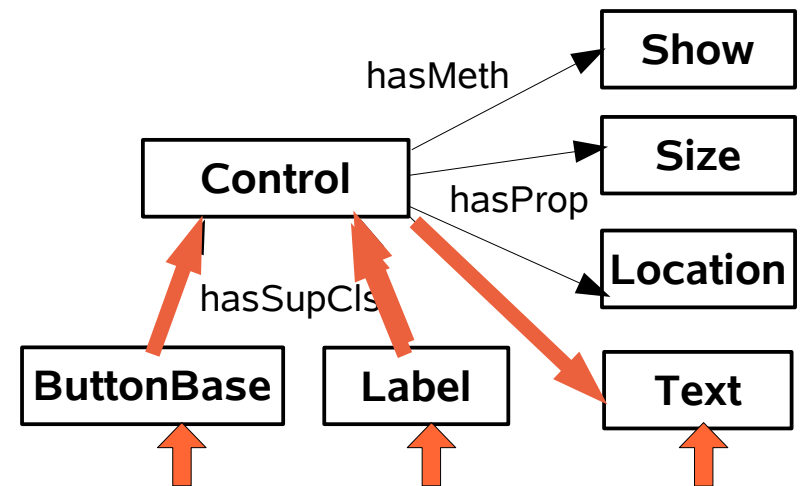 Show
hasMeth
Size
Control
hasProp
Location
hasSupCls
ButtonBase
Label
Text